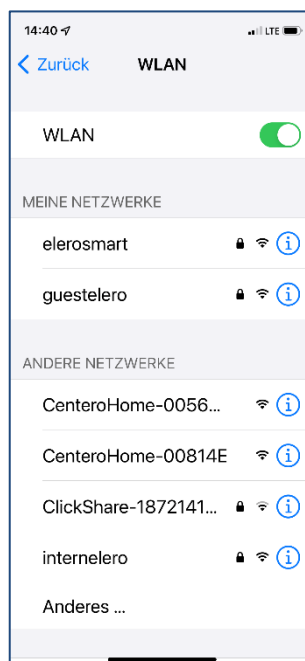 14:40
LTE
Zurück WLAN
WLAN
MEINE NETZWERKE
elerosmart
guestelero
ANDERE NETZWERKE
CenteroHome-0056...
CenteroHome-00814E
ClickShare-1872141...
internelero
Anderes ...